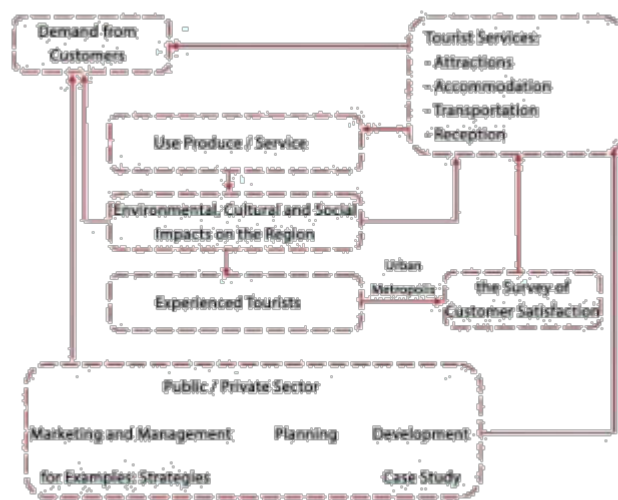 Demand from
Customers
Tourist Services:
- Attractions
- Accommodation
- Transportation
- Reception
Use Produce / Service
Environmental, Cultural and Social
Impacts on the Region
Experienced Tourists
Urban
Metropolis
the Survey of
Customer Satisfaction
Public / Private Sector
Marketing and Management Planning Development
for Examples: Strategies Case Study